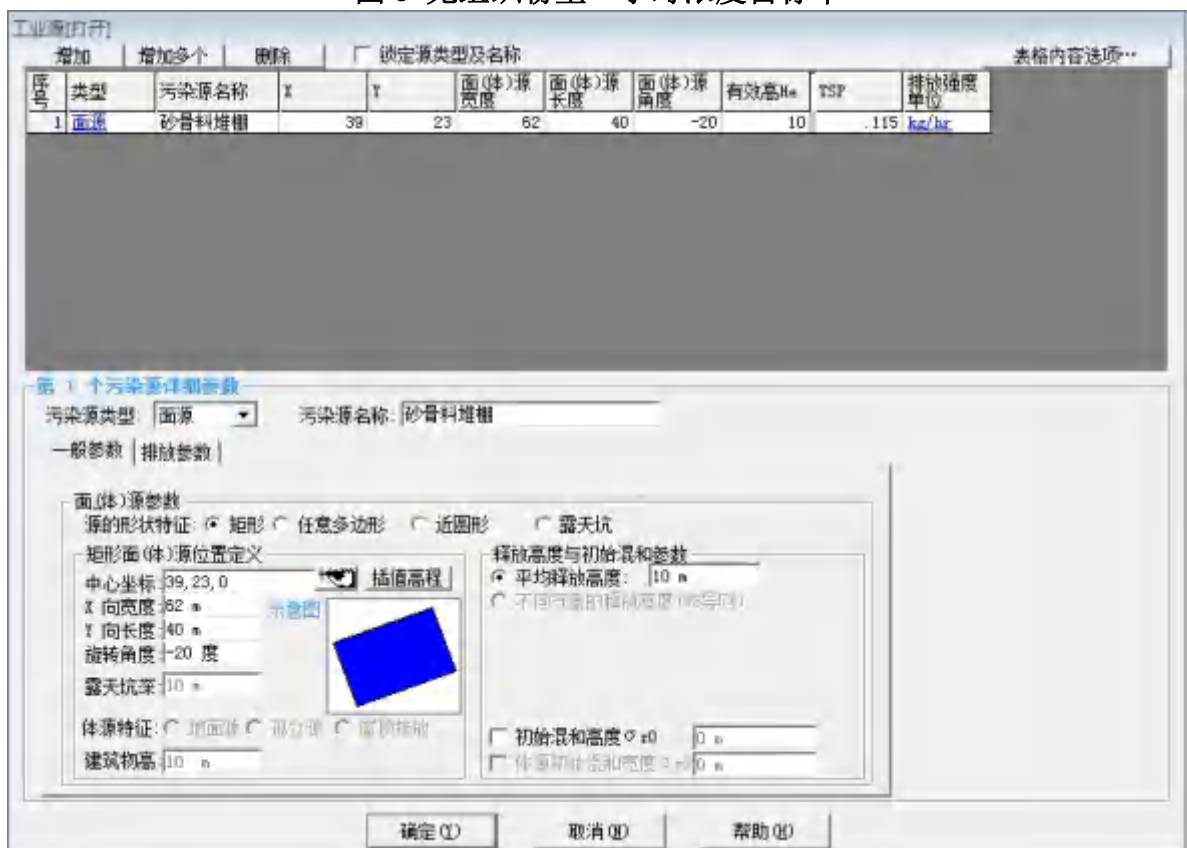 工业源[打开]
增加 增加多个 删除 锁定源类型及名称 表格内容选项…
序号 类型 污染原名称 X Y 面(体)源宽度 面(体)源长度 面(体)源角度 有效高He TSP 排放强度单位
1 面源 砂骨料堆棚 39 23 62 40 -20 10 .115 kg/hr
第 1 个污染源详细参数
污染源类型: 面源 污染源名称: 砂骨料堆棚
一般参数 排放参数
面(体)源参数
源的形状特征: 矩形 任意多边形 近圆形 露天坑
矩形面(体)源位置定义 释放高度与初始混和参数
中心坐标: 39,23,0 插值高程 平均释放高度: 10 m
X 向宽度: 62 m 示意图
Y 向长度: 40 m
旋转角度: -20 度
露天坑深: 10 m
体源特征:
初始混和高度σz0 0 m
建筑物高: 10 m 0 m
确定(Y) 取消(N) 帮助(H)